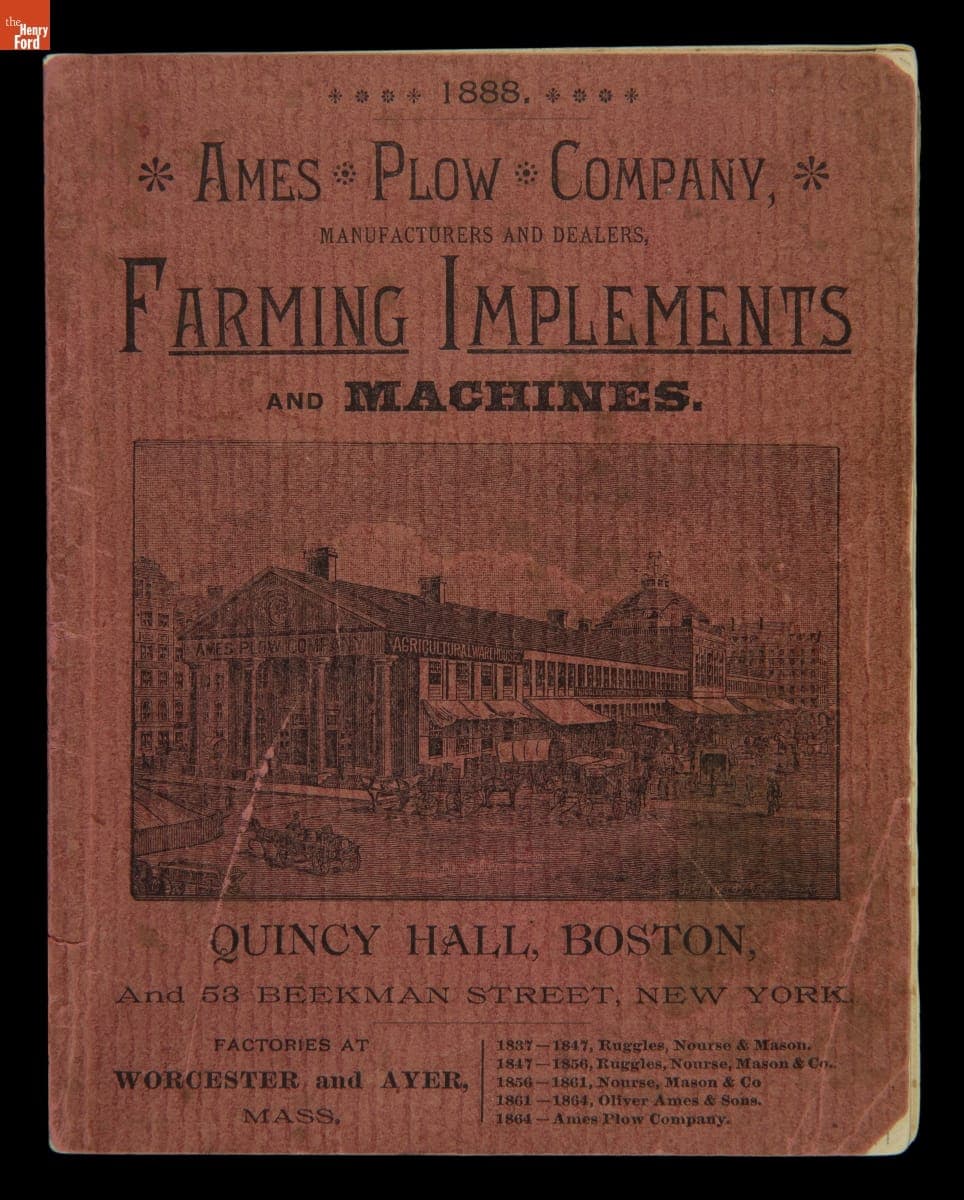 the
Henry
Ford
1888.
AMES PLOW COMPANY,
MANUFACTURERS AND DEALERS,
FARMING IMPLEMENTS
AND MACHINES.
AMES PLOW COMPANY
AGRICULTURAL WAREHOUSE
QUINCY HALL, BOSTON,
And 53 BEEKMAN STREET, NEW YORK.
FACTORIES AT
WORCESTER and AYER,
MASS.
1837—1847, Ruggles, Nourse & Mason.
1847—1856, Ruggles, Nourse, Mason & Co.
1856—1861, Nourse, Mason & Co
1861—1864, Oliver Ames & Sons.
1864—Ames Plow Company.